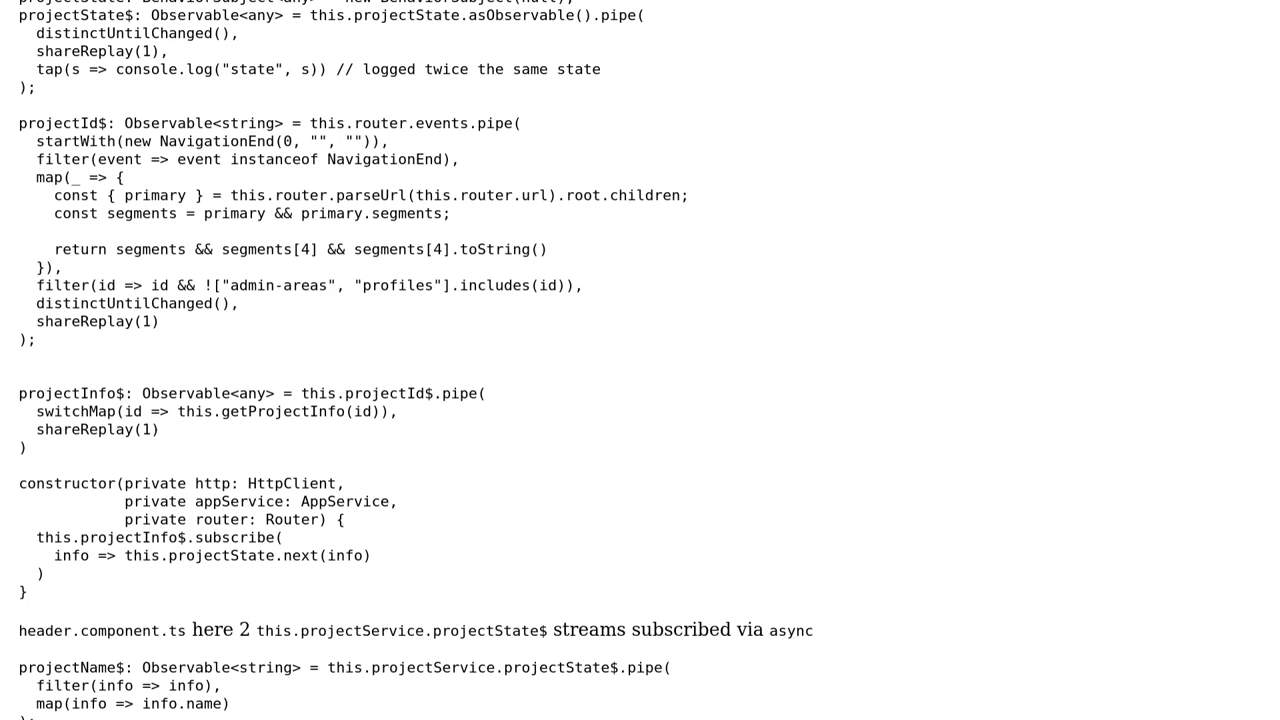 projectState$: Observable<any> = this.projectState.asObservable().pipe(
  distinctUntilChanged(),
  shareReplay(1),
  tap(s => console.log("state", s)) // logged twice the same state
);

projectId$: Observable<string> = this.router.events.pipe(
  startWith(new NavigationEnd(0, "", "")),
  filter(event => event instanceof NavigationEnd),
  map(_ => {
    const { primary } = this.router.parseUrl(this.router.url).root.children;
    const segments = primary && primary.segments;

    return segments && segments[4] && segments[4].toString()
  }),
  filter(id => id && !["admin-areas", "profiles"].includes(id)),
  distinctUntilChanged(),
  shareReplay(1)
);

projectInfo$: Observable<any> = this.projectId$.pipe(
  switchMap(id => this.getProjectInfo(id)),
  shareReplay(1)
)

constructor(private http: HttpClient,
            private appService: AppService,
            private router: Router) {
  this.projectInfo$.subscribe(
    info => this.projectState.next(info)
  )
}

header.component.ts here 2 this.projectService.projectState$ streams subscribed via async

projectName$: Observable<string> = this.projectService.projectState$.pipe(
  filter(info => info),
  map(info => info.name)